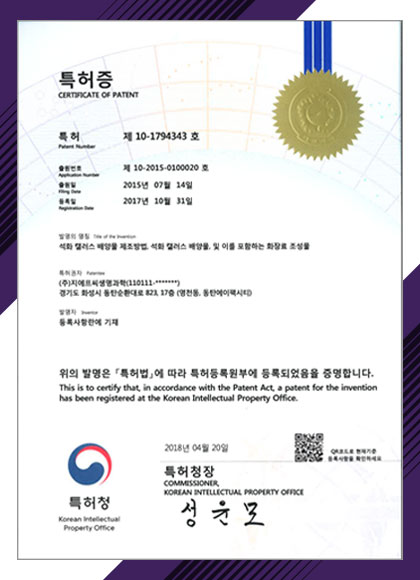 특허증
CERTIFICATE OF PATENT
특 허 제 10-1794343 호
Patent Number
출원번호 제 10-2015-0100020 호
Application Number
출원일 2015년 07월 14일
Filing Date
등록일 2017년 10월 31일
Registration Date
발명의 명칭 Title of the Invention
석화 캘러스 배양물 제조방법, 석화 캘러스 배양물, 및 이를 포함하는 화장료 조성물
특허권자 Patentee
(주)지에프씨생명과학(110111-*******)
경기도 화성시 동탄순환대로 823, 17층 (영천동, 동탄에이팩시티)
발명자 Inventor
등록사항란에 기재
위의 발명은 「특허법」에 따라 특허등록원부에 등록되었음을 증명합니다.
This is to certify that, in accordance with the Patent Act, a patent for the invention
has been registered at the Korean Intellectual Property Office.
2018년 04월 20일
QR코드로 현재기준
등록사항을 확인하세요
특허청장
COMMISSIONER,
KOREAN INTELLECTUAL PROPERTY OFFICE
성윤모
특허청
Korean Intellectual
Property Office